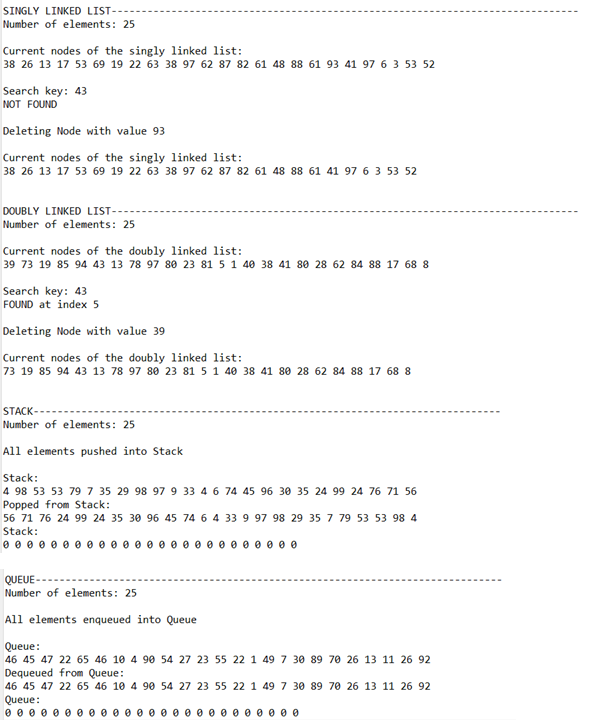 SINGLY LINKED LIST------------------------------------------------------------------------------
Number of elements: 25
Current nodes of the singly linked list:
38 26 13 17 53 69 19 22 63 38 97 62 87 82 61 48 88 61 93 41 97 6 3 53 52
Search key: 43
NOT FOUND
Deleting Node with value 93
Current nodes of the singly linked list:
38 26 13 17 53 69 19 22 63 38 97 62 87 82 61 48 88 61 41 97 6 3 53 52
DOUBLY LINKED LIST------------------------------------------------------------------------------
Number of elements: 25
Current nodes of the doubly linked list:
39 73 19 85 94 43 13 78 97 80 23 81 5 1 40 38 41 80 28 62 84 88 17 68 8
Search key: 43
FOUND at index 5
Deleting Node with value 39
Current nodes of the doubly linked list:
73 19 85 94 43 13 78 97 80 23 81 5 1 40 38 41 80 28 62 84 88 17 68 8
STACK------------------------------------------------------------------------------
Number of elements: 25
All elements pushed into Stack
Stack:
4 98 53 53 79 7 35 29 98 97 9 33 4 6 74 45 96 30 35 24 99 24 76 71 56
Popped from Stack:
56 71 76 24 99 24 35 30 96 45 74 6 4 33 9 97 98 29 35 7 79 53 53 98 4
Stack:
0 0 0 0 0 0 0 0 0 0 0 0 0 0 0 0 0 0 0 0 0 0 0 0 0
QUEUE------------------------------------------------------------------------------
Number of elements: 25
All elements enqueued into Queue
Queue:
46 45 47 22 65 46 10 4 90 54 27 23 55 22 1 49 7 30 89 70 26 13 11 26 92
Dequeued from Queue:
46 45 47 22 65 46 10 4 90 54 27 23 55 22 1 49 7 30 89 70 26 13 11 26 92
Queue:
0 0 0 0 0 0 0 0 0 0 0 0 0 0 0 0 0 0 0 0 0 0 0 0 0